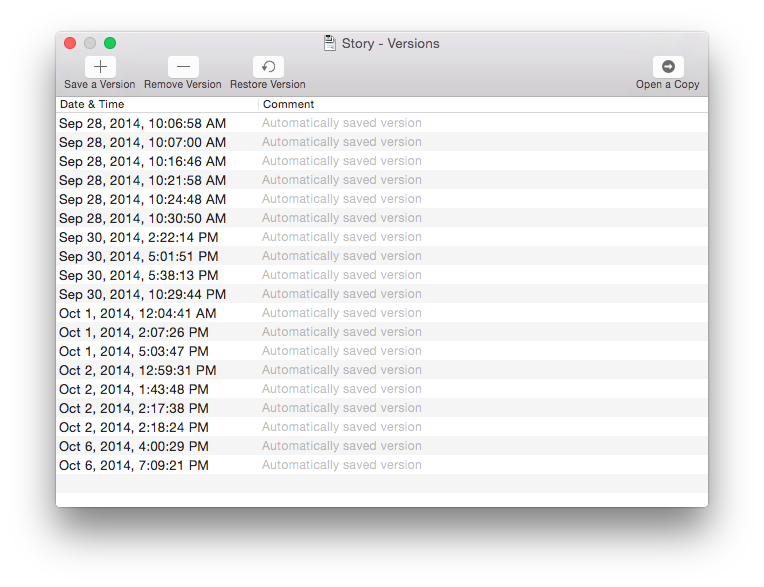 Story - Versions
Save a Version Remove Version Restore Version Open a Copy
Date & Time Comment
Sep 28, 2014, 10:06:58 AM Automatically saved version
Sep 28, 2014, 10:07:00 AM Automatically saved version
Sep 28, 2014, 10:16:46 AM Automatically saved version
Sep 28, 2014, 10:21:58 AM Automatically saved version
Sep 28, 2014, 10:24:48 AM Automatically saved version
Sep 28, 2014, 10:30:50 AM Automatically saved version
Sep 30, 2014, 2:22:14 PM Automatically saved version
Sep 30, 2014, 5:01:51 PM Automatically saved version
Sep 30, 2014, 5:38:13 PM Automatically saved version
Sep 30, 2014, 10:29:44 PM Automatically saved version
Oct 1, 2014, 12:04:41 AM Automatically saved version
Oct 1, 2014, 2:07:26 PM Automatically saved version
Oct 1, 2014, 5:03:47 PM Automatically saved version
Oct 2, 2014, 12:59:31 PM Automatically saved version
Oct 2, 2014, 1:43:48 PM Automatically saved version
Oct 2, 2014, 2:17:38 PM Automatically saved version
Oct 2, 2014, 2:18:24 PM Automatically saved version
Oct 6, 2014, 4:00:29 PM Automatically saved version
Oct 6, 2014, 7:09:21 PM Automatically saved version